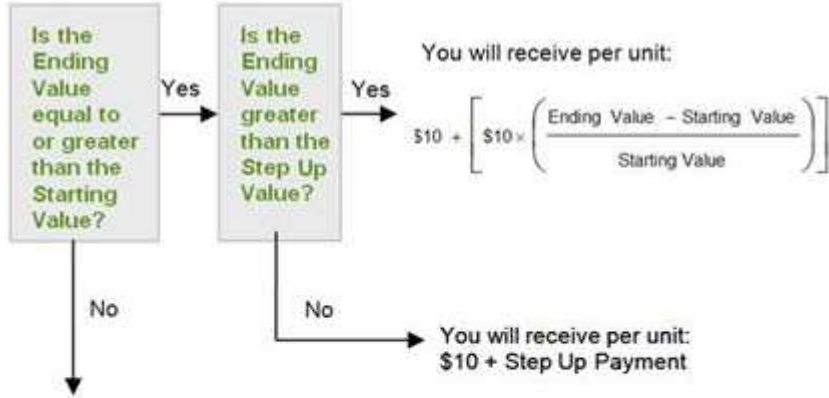 Is the
Ending
Value
equal to
or greater
than the
Starting
Value?
Yes
Is the
Ending
Value
greater
than the
Step Up
Value?
Yes
You will receive per unit:
$10 + [ $10 × ( Ending Value − Starting Value
Starting Value ) ]
No
No
You will receive per unit:
$10 + Step Up Payment